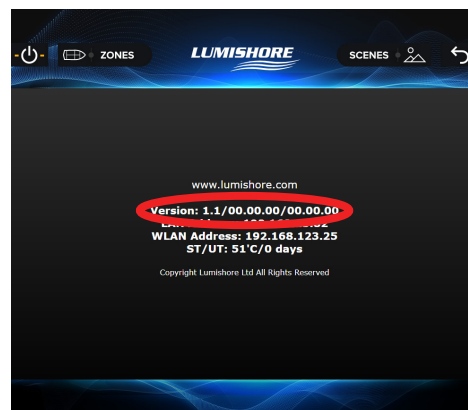 ZONES
LUMISHORE
SCENES
www.lumishore.com
Version: 1.1/00.00.00/00.00.00
WLAN Address: 192.168.123.25
ST/UT: 51'C/0 days
Copyright Lumishore Ltd All Rights Reserved